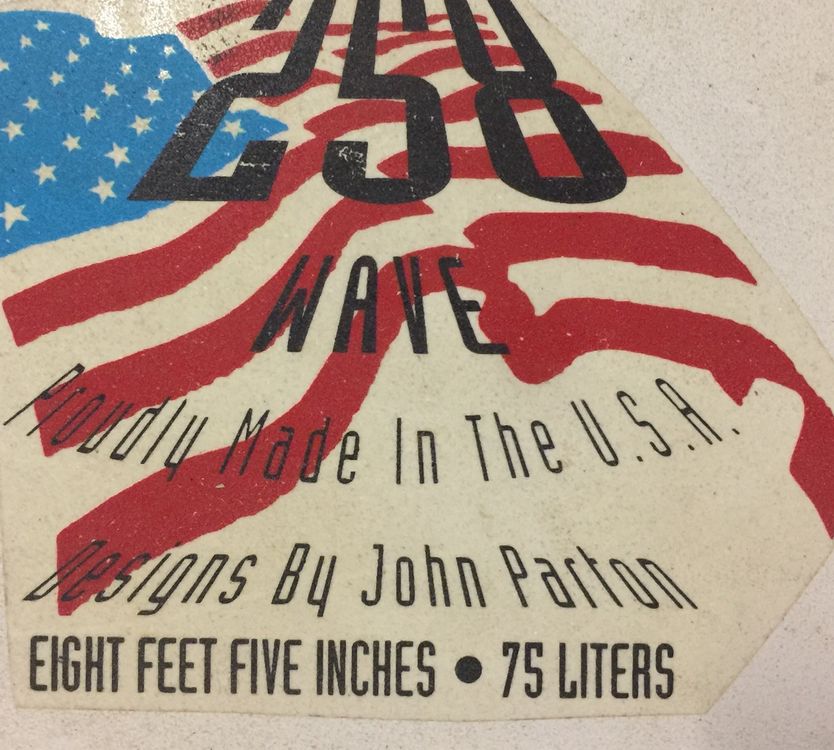 258
WAVE
Proudly Made In The U.S.A.
Designs By John Parton
EIGHT FEET FIVE INCHES • 75 LITERS